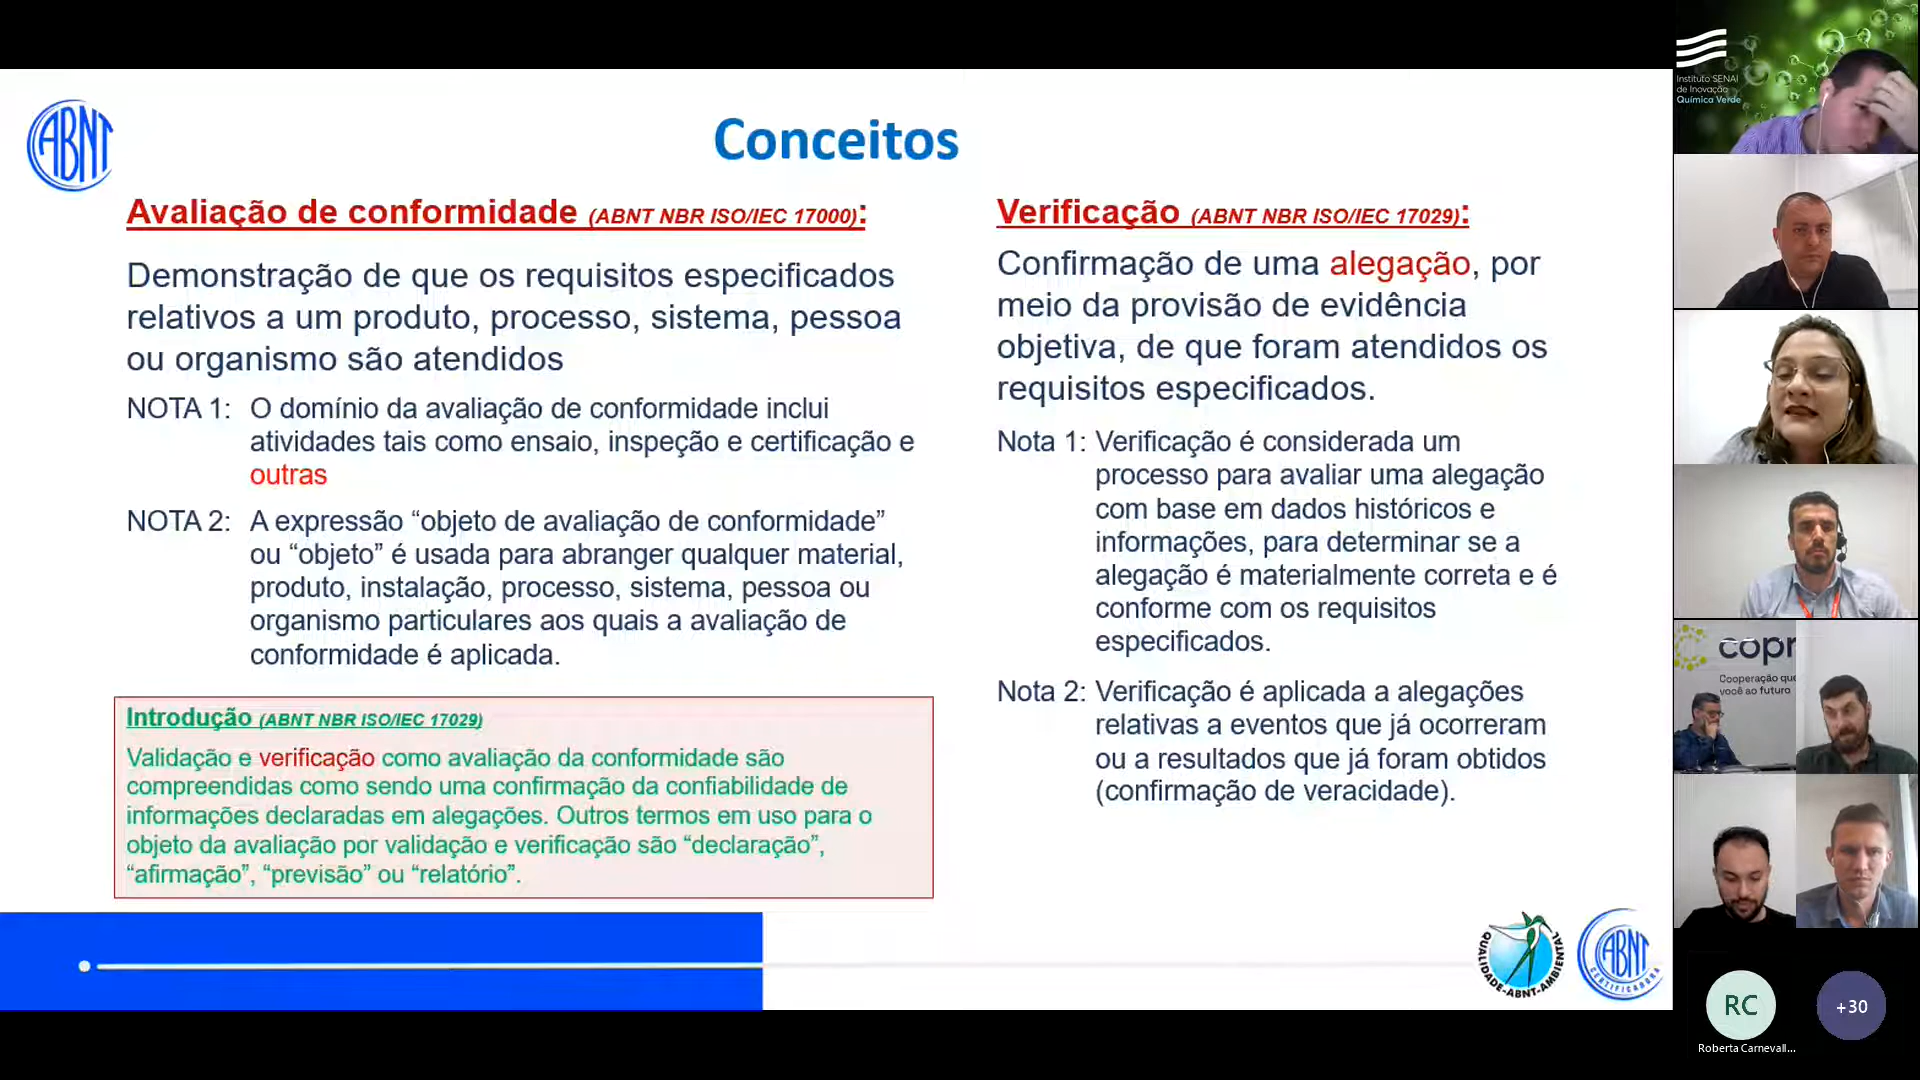 ABNT
Conceitos
Avaliação de conformidade (ABNT NBR ISO/IEC 17000):
Demonstração de que os requisitos especificados
relativos a um produto, processo, sistema, pessoa
ou organismo são atendidos
NOTA 1: O domínio da avaliação de conformidade inclui
atividades tais como ensaio, inspeção e certificação e
outras
NOTA 2: A expressão “objeto de avaliação de conformidade”
ou “objeto” é usada para abranger qualquer material,
produto, instalação, processo, sistema, pessoa ou
organismo particulares aos quais a avaliação de
conformidade é aplicada.
Introdução (ABNT NBR ISO/IEC 17029)
Validação e verificação como avaliação da conformidade são
compreendidas como sendo uma confirmação da confiabilidade de
informações declaradas em alegações. Outros termos em uso para o
objeto da avaliação por validação e verificação são “declaração”,
“afirmação”, “previsão” ou “relatório”.
Verificação (ABNT NBR ISO/IEC 17029):
Confirmação de uma alegação, por
meio da provisão de evidência
objetiva, de que foram atendidos os
requisitos especificados.
Nota 1: Verificação é considerada um
processo para avaliar uma alegação
com base em dados históricos e
informações, para determinar se a
alegação é materialmente correta e é
conforme com os requisitos
especificados.
Nota 2: Verificação é aplicada a alegações
relativas a eventos que já ocorreram
ou a resultados que já foram obtidos
(confirmação de veracidade).
QUALIDADE-ABNT-AMBIENTAL
ABNT
CERTIFICADORA
Instituto SENAI
de Inovação
Química Verde
copr
Cooperação que
você ao futuro
RC
+30
Roberta Carnevall...